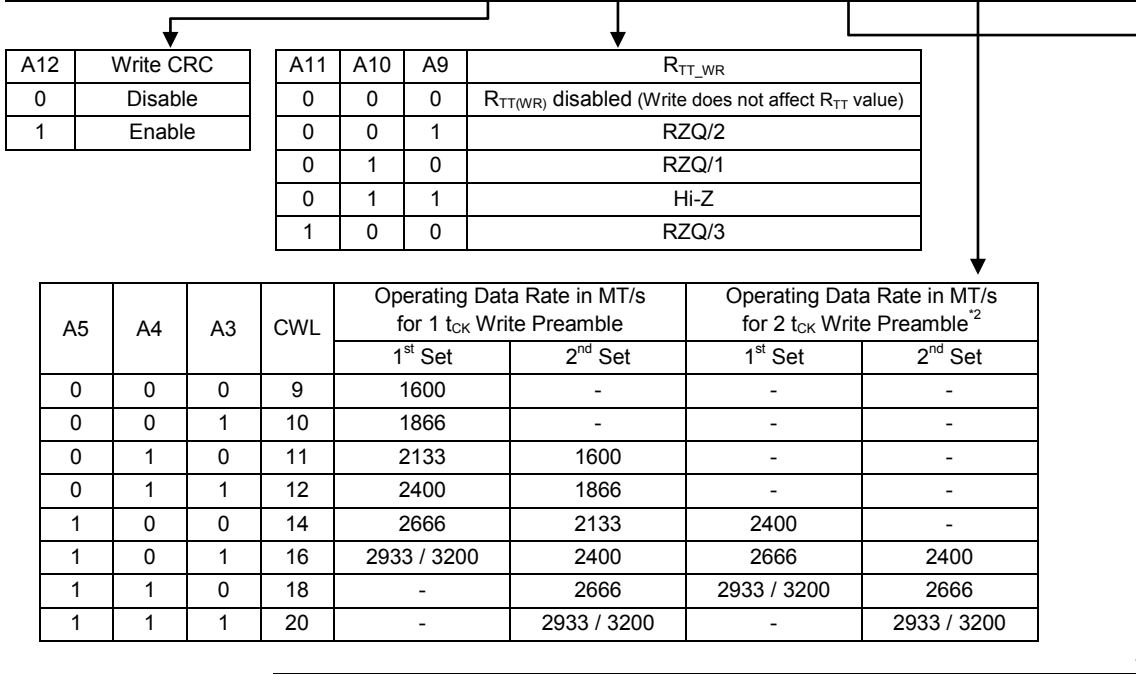 A12 Write CRC
0 Disable
1 Enable
A11 A10 A9 RTT_WR
0 0 0 RTT(WR) disabled (Write does not affect RTT value)
0 0 1 RZQ/2
0 1 0 RZQ/1
0 1 1 Hi-Z
1 0 0 RZQ/3
A5 A4 A3 CWL
Operating Data Rate in MT/s
for 1 tCK Write Preamble
Operating Data Rate in MT/s
for 2 tCK Write Preamble*2
1st Set 2nd Set 1st Set 2nd Set
0 0 0 9 1600 - - -
0 0 1 10 1866 - - -
0 1 0 11 2133 1600 - -
0 1 1 12 2400 1866 - -
1 0 0 14 2666 2133 2400 -
1 0 1 16 2933 / 3200 2400 2666 2400
1 1 0 18 - 2666 2933 / 3200 2666
1 1 1 20 - 2933 / 3200 - 2933 / 3200